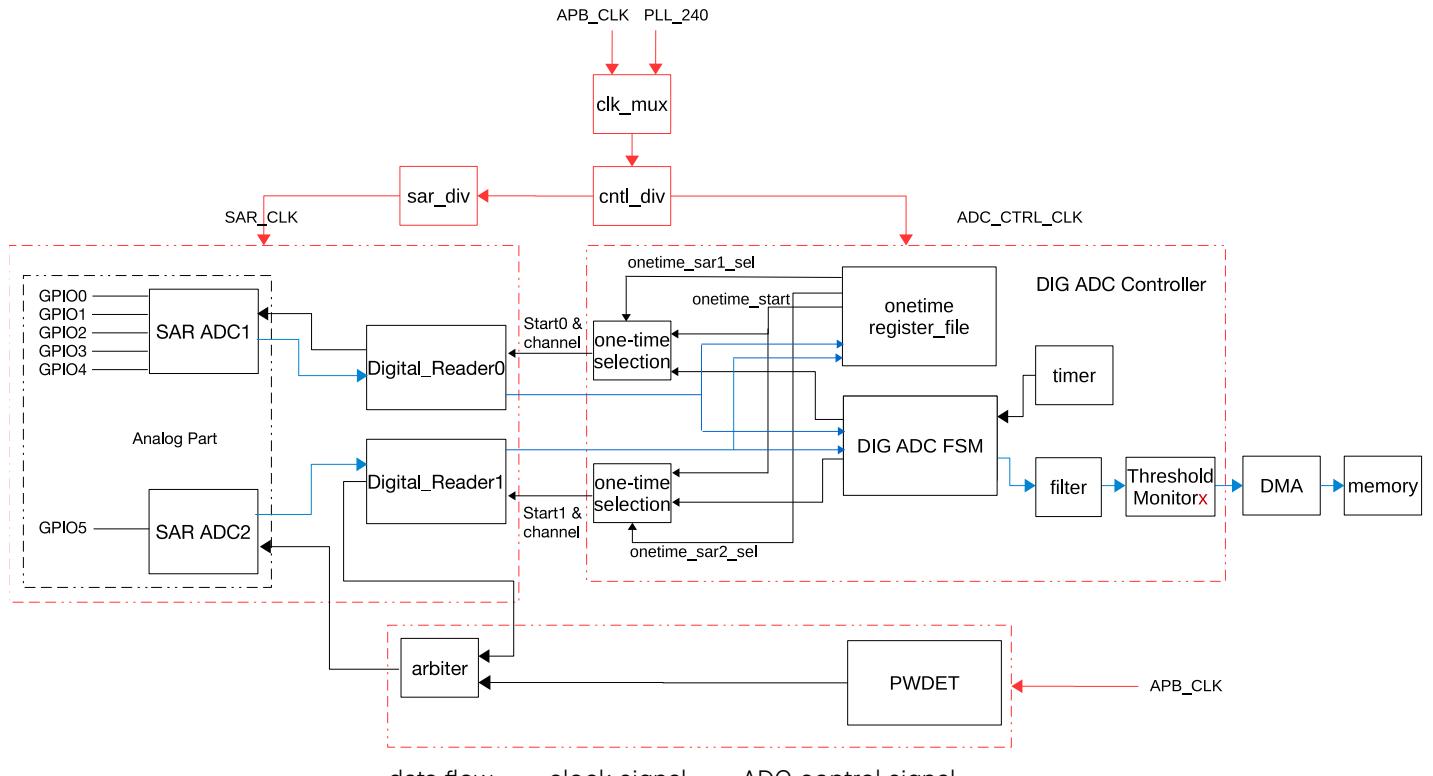 APB_CLK PLL_240
clk_mux
sar_div
cntl_div
SAR_CLK
ADC_CTRL_CLK
onetime_sar1_sel
DIG ADC Controller
GPIO0
GPIO1
GPIO2
GPIO3
GPIO4
SAR ADC1
Digital_Reader0
Start0 &
channel
onetime_start
one-time
selection
onetime
register_file
timer
Analog Part
DIG ADC FSM
Digital_Reader1
one-time
selection
filter
Threshold
Monitorx
DMA
memory
GPIO5
SAR ADC2
Start1 &
channel
onetime_sar2_sel
arbiter
PWDET
APB_CLK
data flow clock signal ADC control signal